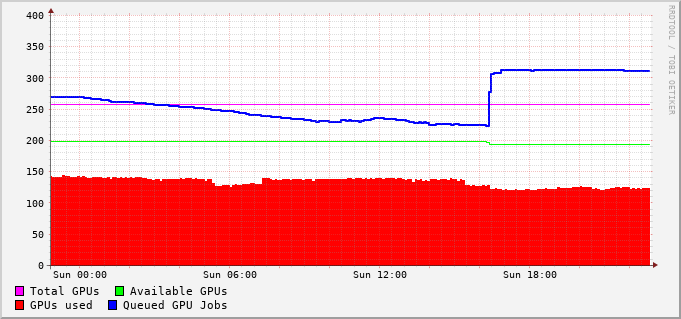 400
350
300
250
200
150
100
50
0
Sun 00:00 Sun 06:00 Sun 12:00 Sun 18:00
Total GPUs Available GPUs
GPUs used Queued GPU Jobs
RRDTOOL / TOBI OETIKER